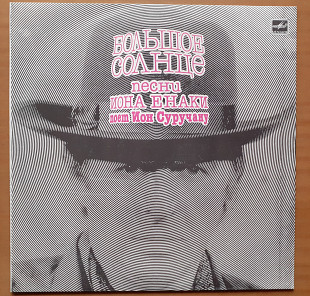 БОЛЬШОЕ
СОЛНЦЕ
песни
ИОНА ЕНАКИ
поет Ион Суручану